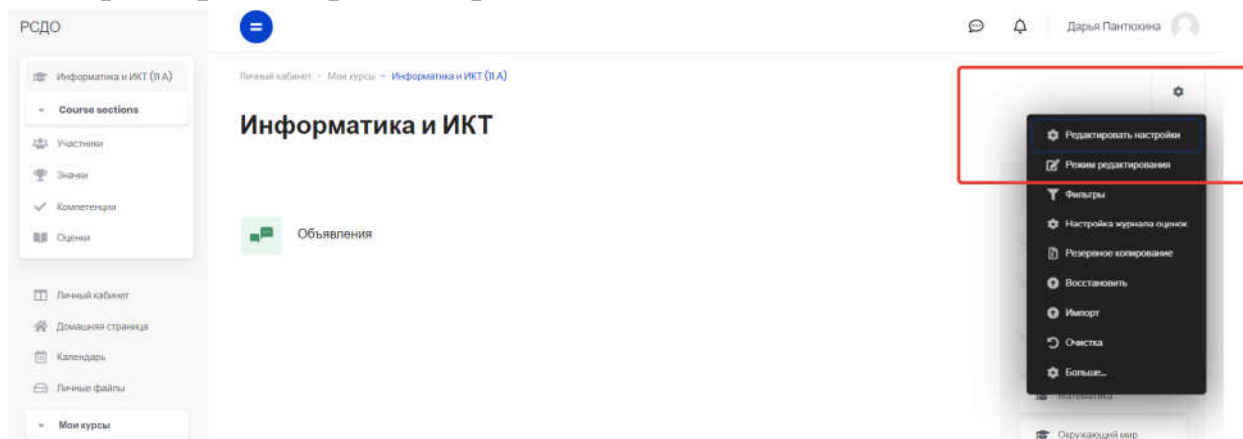 РСДО
Дарья Пантюхина
Информатика и ИКТ (11 А)
Course sections
Участники
Значки
Компетенции
Оценки
Личный кабинет
Домашняя страница
Календарь
Личные файлы
Мои курсы
Личный кабинет - Мои курсы - Информатика и ИКТ (11 А)
Информатика и ИКТ
Объявления
Редактировать настройки
Режим редактирования
Фильтры
Настройка журнала оценок
Резервное копирование
Восстановить
Импорт
Очистка
Больше...
Математика
Окружающий мир